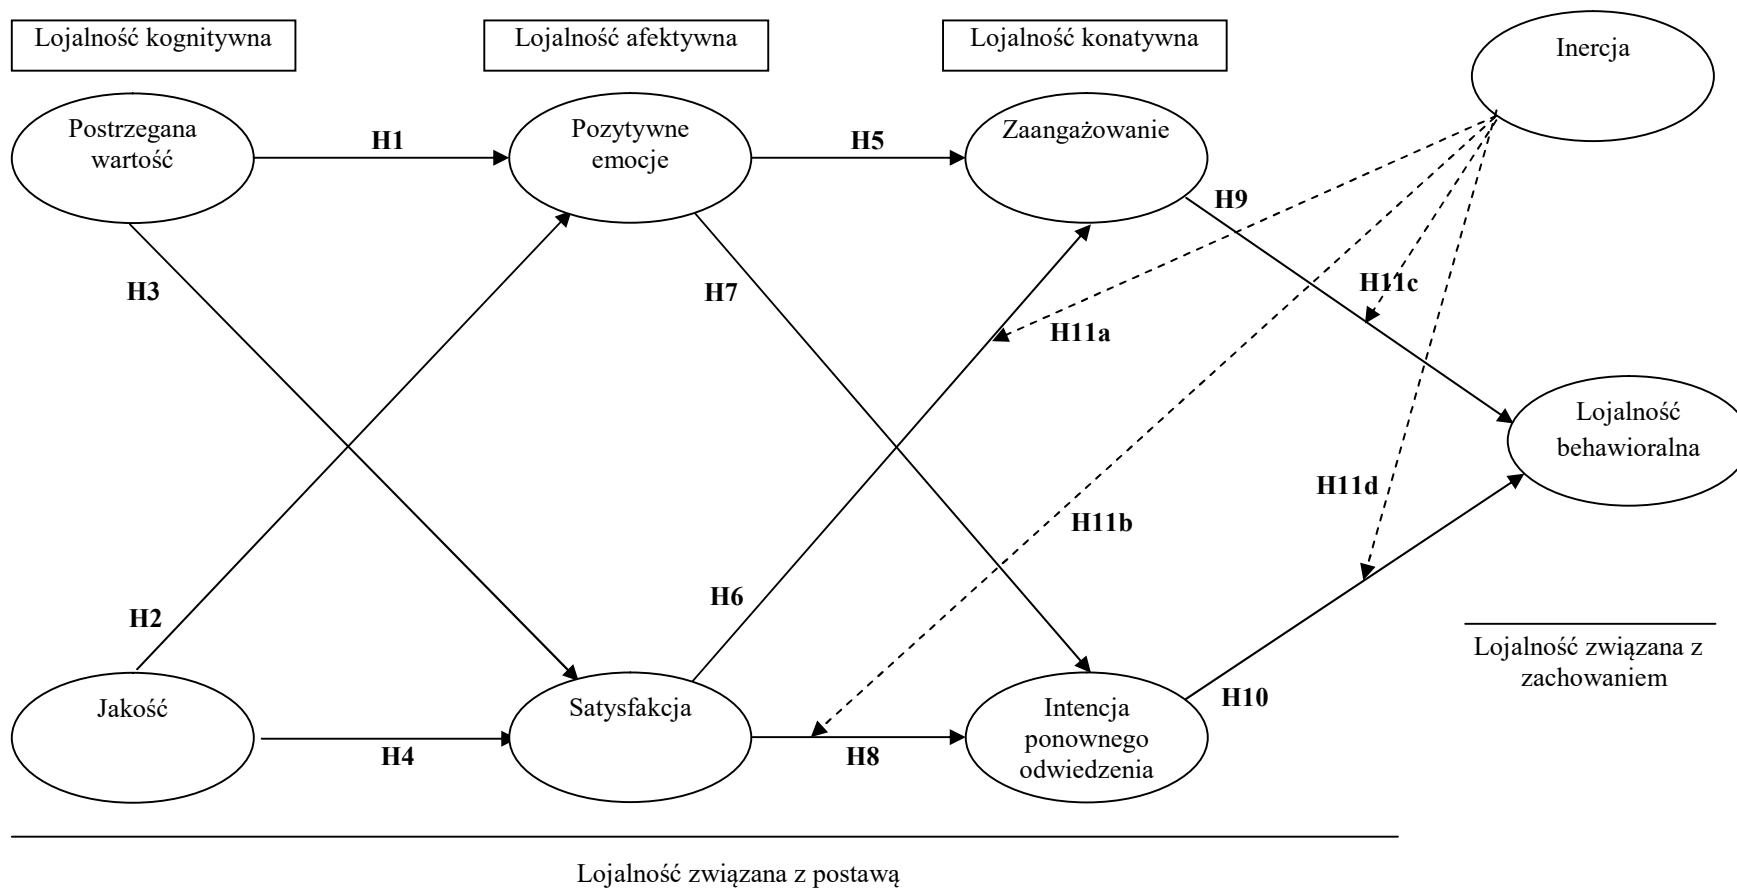 Lojalność kognitywna
Lojalność afektywna
Lojalność konatywna
Inercja
Postrzegana
wartość
H1
Pozytywne
emocje
H5
Zaangażowanie
H9
H3
H7
H11c
H11a
Lojalność
behawioralna
H11d
H11b
H2
H6
Lojalność związana z
zachowaniem
Jakość
H4
Satysfakcja
H8
Intencja
ponownego
odwiedzenia
H10
Lojalność związana z postawą